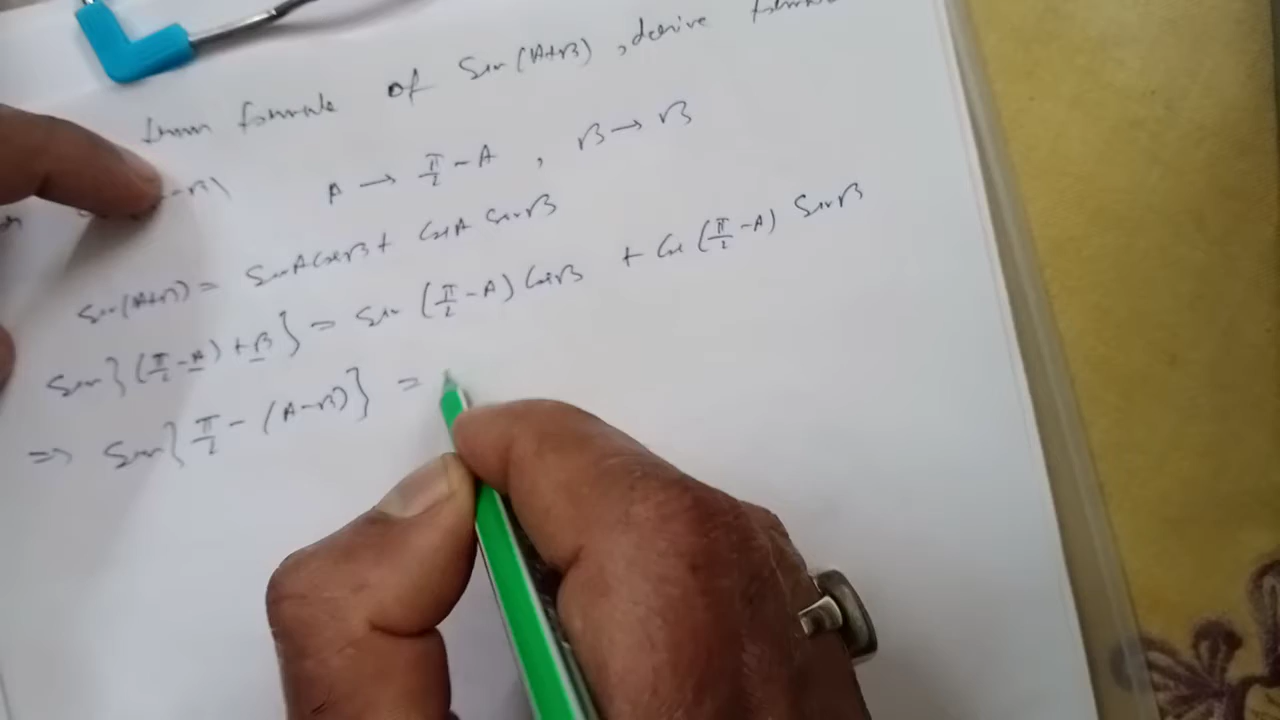 from formula of Sin(A+B), derive formula
A → π/2 - A , B → B
Sin(A+B) = SinA CosB + CosA SinB
Sin{(π/2 - A) + B} = Sin(π/2 - A) CosB + Cos(π/2 - A) SinB
⇒ Sin{π/2 - (A-B)} =